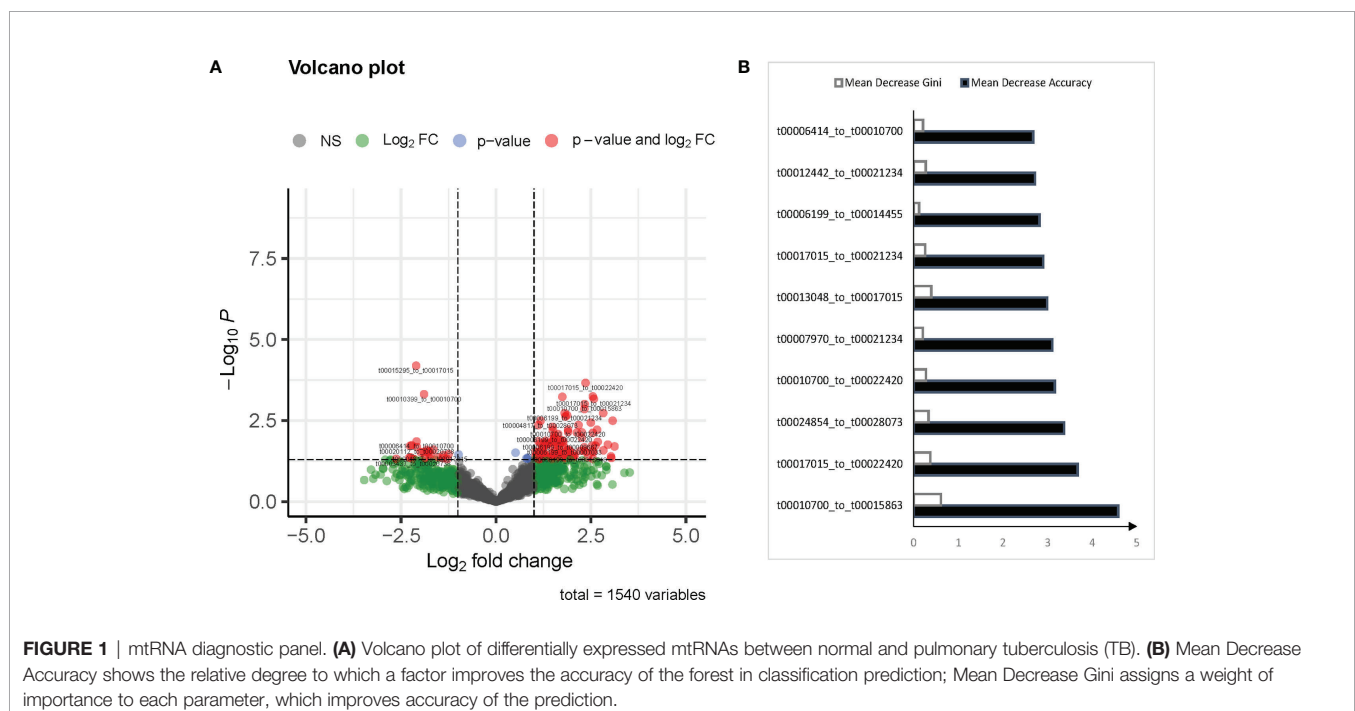 A
Volcano plot
NS
Log2 FC
p-value
p – value and log2 FC
7.5
5.0
2.5
0.0
−Log10 P
t00015295_to_t00017015
t00010399_to_t00010700
t00017015_to_t00022420
t00017015_to_t00021234
t00010700_to_t00015863
t00006199_to_t00021234
t00006414_to_t00010700
−5.0
−2.5
0.0
2.5
5.0
Log2 fold change
total = 1540 variables
B
Mean Decrease Gini
Mean Decrease Accuracy
t00006414_to_t00010700
t00012442_to_t00021234
t00006199_to_t00014455
t00017015_to_t00021234
t00013048_to_t00017015
t00007970_to_t00021234
t00010700_to_t00022420
t00024854_to_t00028073
t00017015_to_t00022420
t00010700_to_t00015863
0
1
2
3
4
5
FIGURE 1 | mtRNA diagnostic panel. (A) Volcano plot of differentially expressed mtRNAs between normal and pulmonary tuberculosis (TB). (B) Mean Decrease
Accuracy shows the relative degree to which a factor improves the accuracy of the forest in classification prediction; Mean Decrease Gini assigns a weight of
importance to each parameter, which improves accuracy of the prediction.